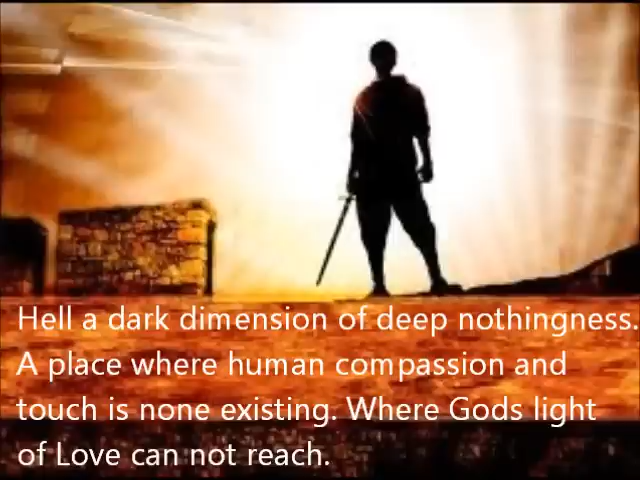 Hell a dark dimension of deep nothingness.
A place where human compassion and
touch is none existing. Where Gods light
of Love can not reach.